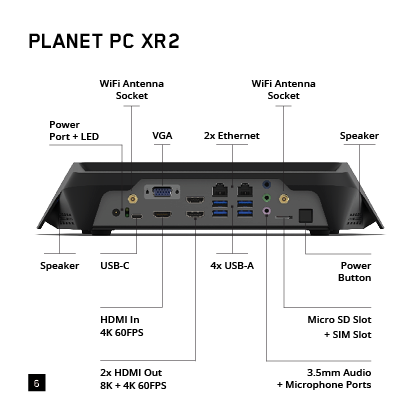 PLANET PC XR2
WiFi Antenna
Socket
WiFi Antenna
Socket
Power
Port + LED
VGA
2x Ethernet
Speaker
Speaker
USB-C
4x USB-A
Power
Button
HDMI In
4K 60FPS
Micro SD Slot
+ SIM Slot
2x HDMI Out
8K + 4K 60FPS
3.5mm Audio
+ Microphone Ports
6